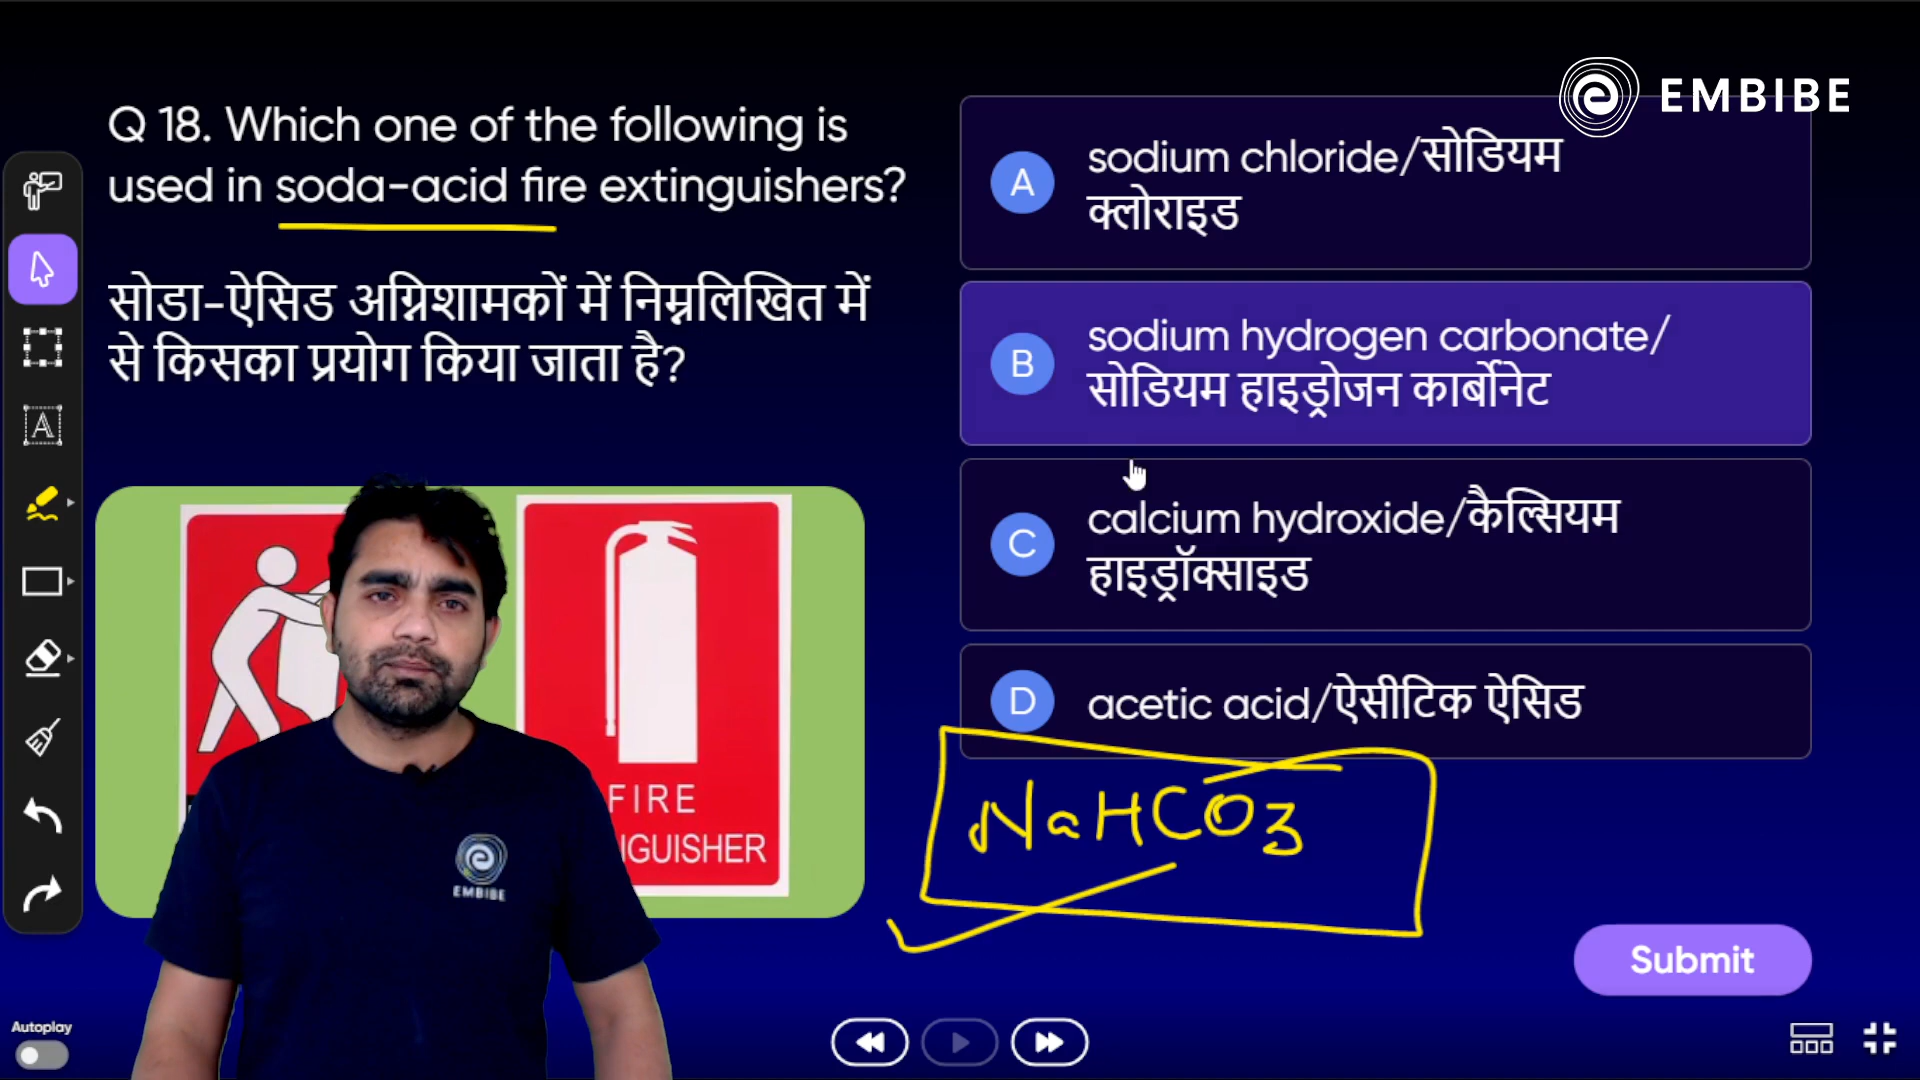 EMBIBE
Q 18. Which one of the following is
used in soda-acid fire extinguishers?
सोडा-ऐसिड अग्निशामकों में निम्नलिखित में
से किसका प्रयोग किया जाता है?
A
sodium chloride/सोडियम
क्लोराइड
B
sodium hydrogen carbonate/
सोडियम हाइड्रोजन कार्बोनेट
C
calcium hydroxide/कैल्सियम
हाइड्रॉक्साइड
D
acetic acid/ऐसीटिक ऐसिड
A
FIRE
NGUISHER
EMBIBE
NaHCO3
Submit
Autoplay